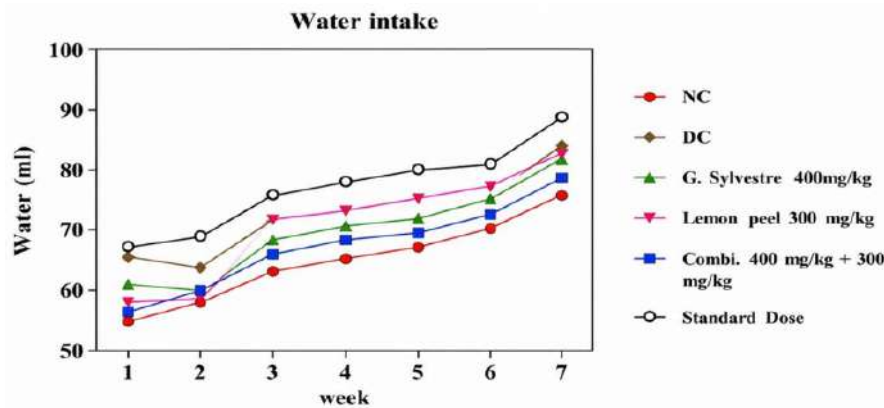 Water intake
100
90
80
70
60
50
Water (ml)
1 2 3 4 5 6 7
week
NC
DC
G. Sylvestre 400mg/kg
Lemon peel 300 mg/kg
Combi. 400 mg/kg + 300
mg/kg
Standard Dose